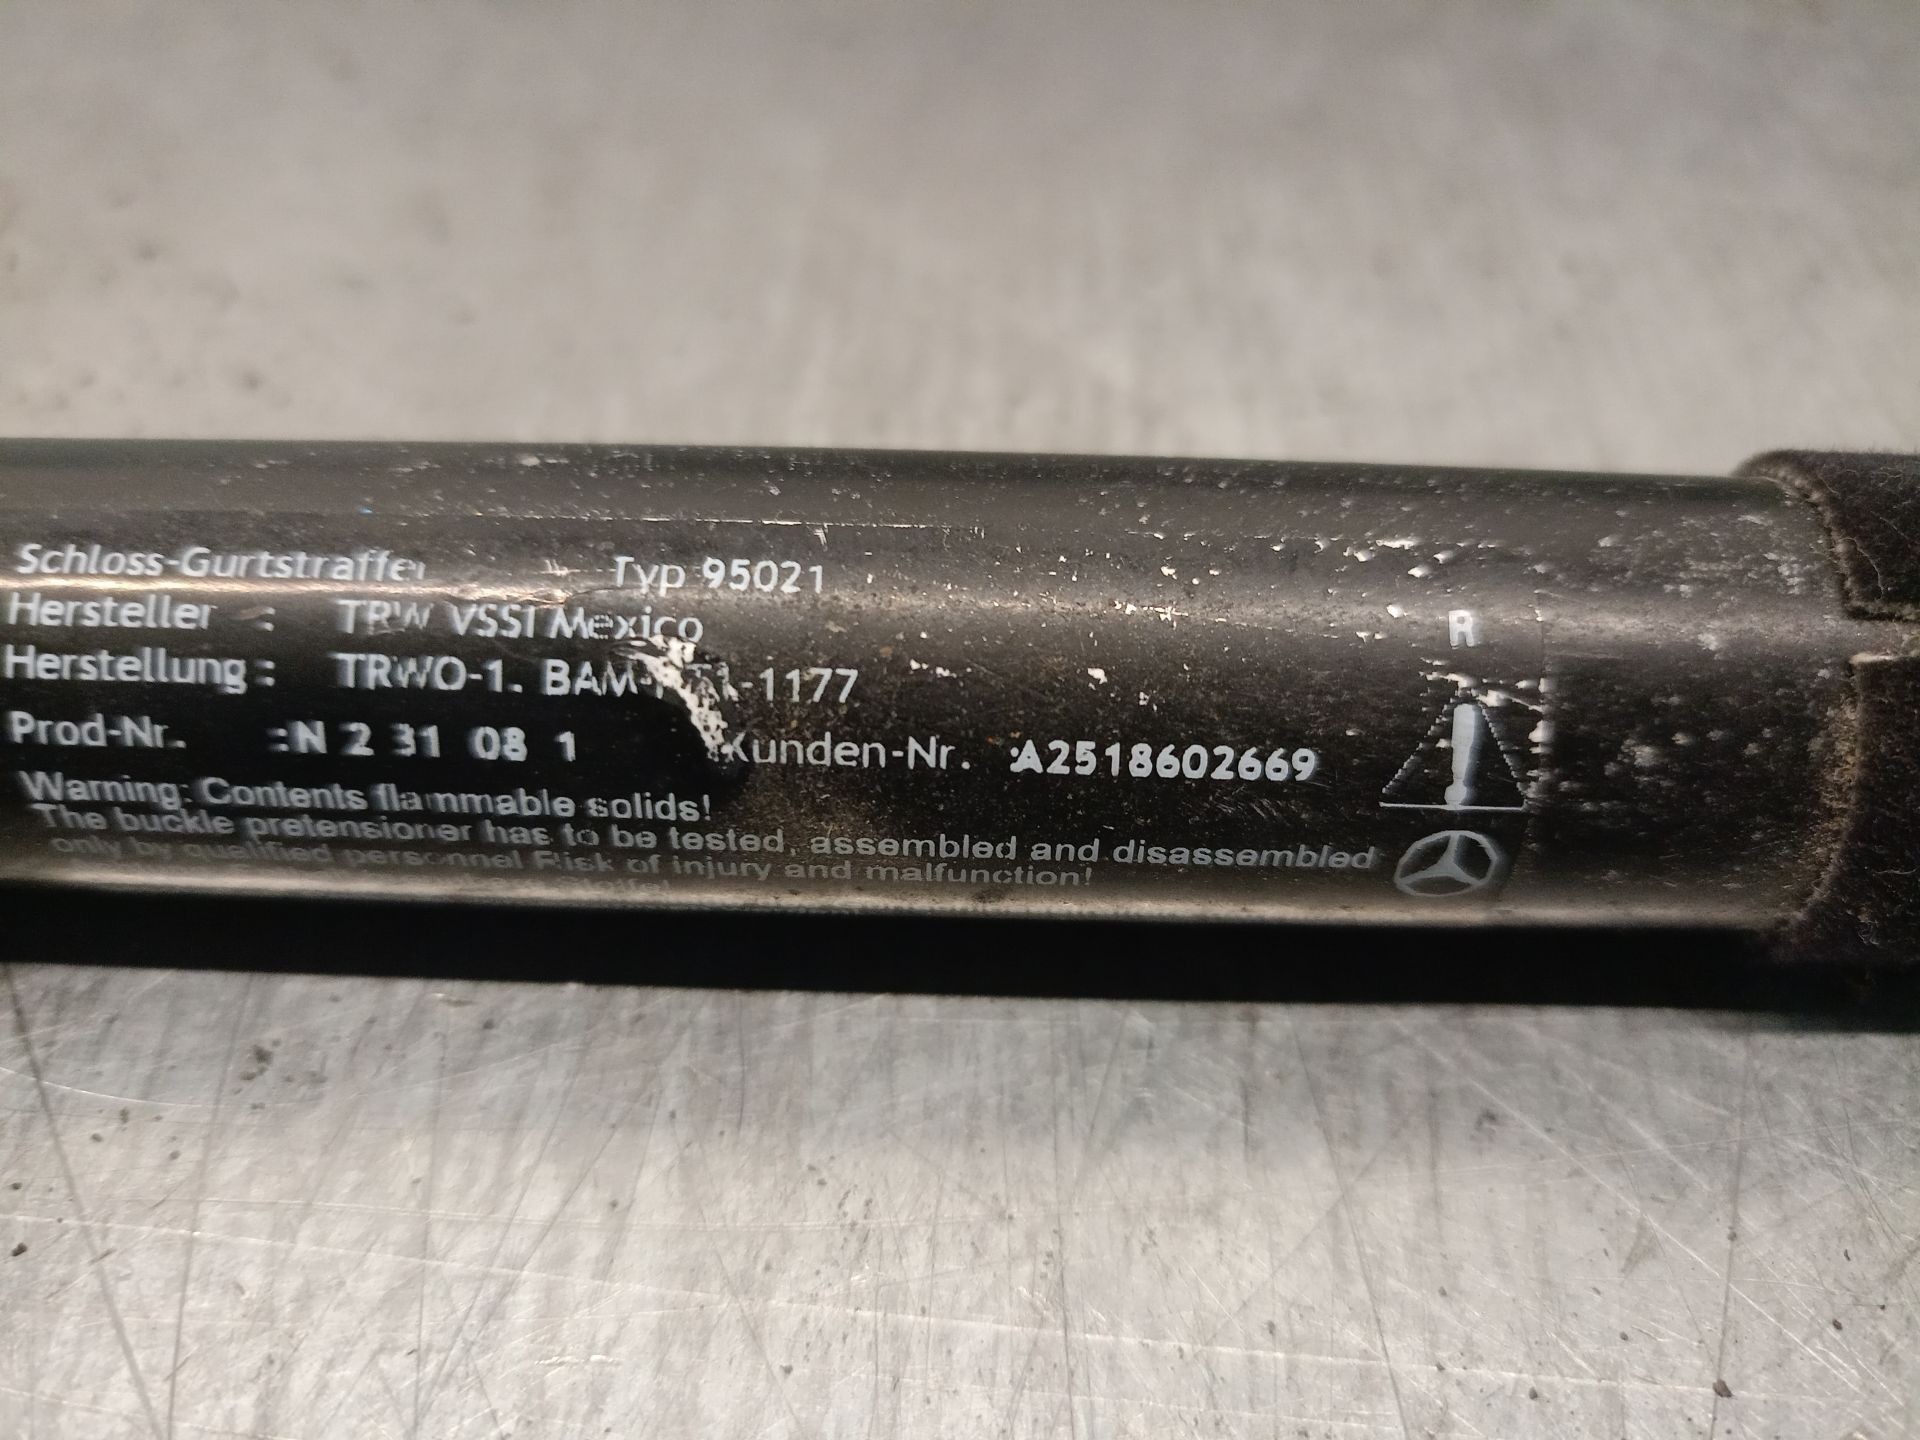 Schloss-Gurtstraffer Typ 95021
Hersteller : TRW VSSI Mexico
R
Herstellung : TRWO-1. BAM- -1177
Prod-Nr. :N 2 31 08 1 Kunden-Nr. :A2518602669
Warning: Contents flammable solids!
The buckle pretensioner has to be tested, assembled and disassembled
only by qualified personnel Risk of injury and malfunction!